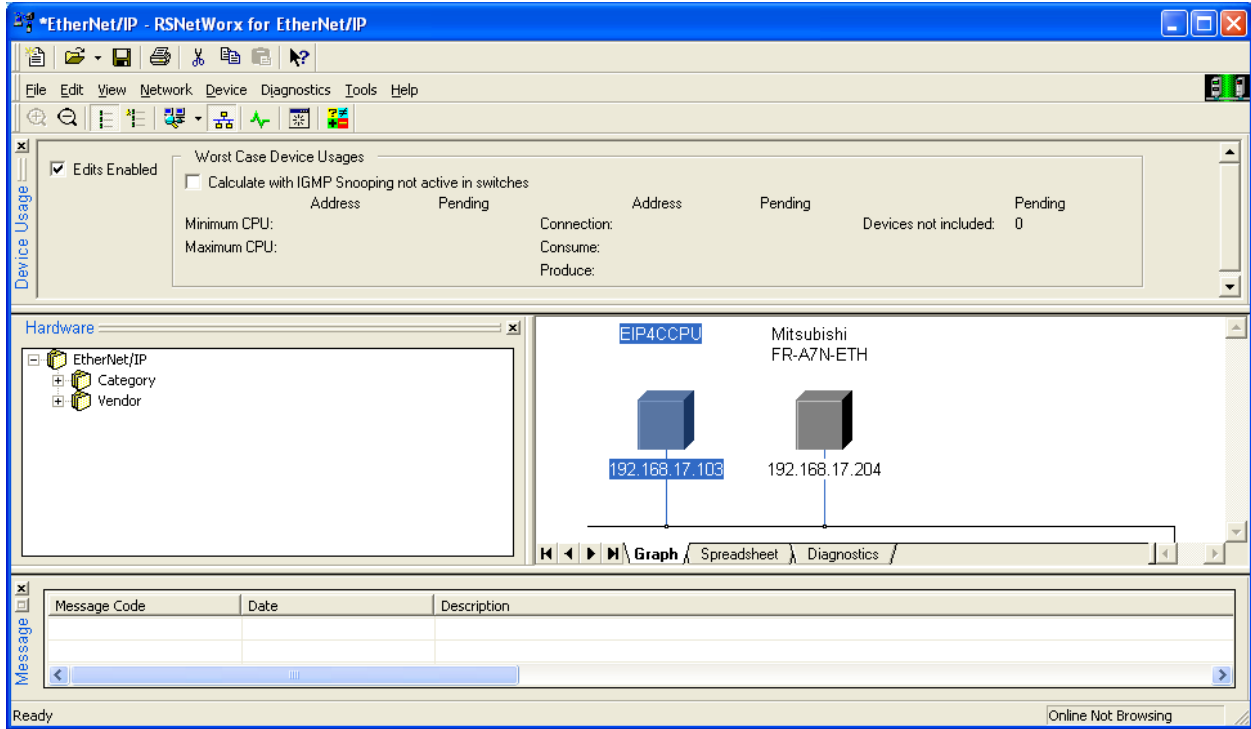 *EtherNet/IP - RSNetWorx for EtherNet/IP
File Edit View Network Device Diagnostics Tools Help
Device Usage
Edits Enabled
Worst Case Device Usages
Calculate with IGMP Snooping not active in switches
Address Pending Address Pending Pending
Minimum CPU: Connection: Devices not included: 0
Maximum CPU: Consume:
Produce:
Hardware
EtherNet/IP
Category
Vendor
EIP4CCPU
Mitsubishi
FR-A7N-ETH
192.168.17.103 192.168.17.204
Graph Spreadsheet Diagnostics
Message
Message Code Date Description
Ready Online Not Browsing